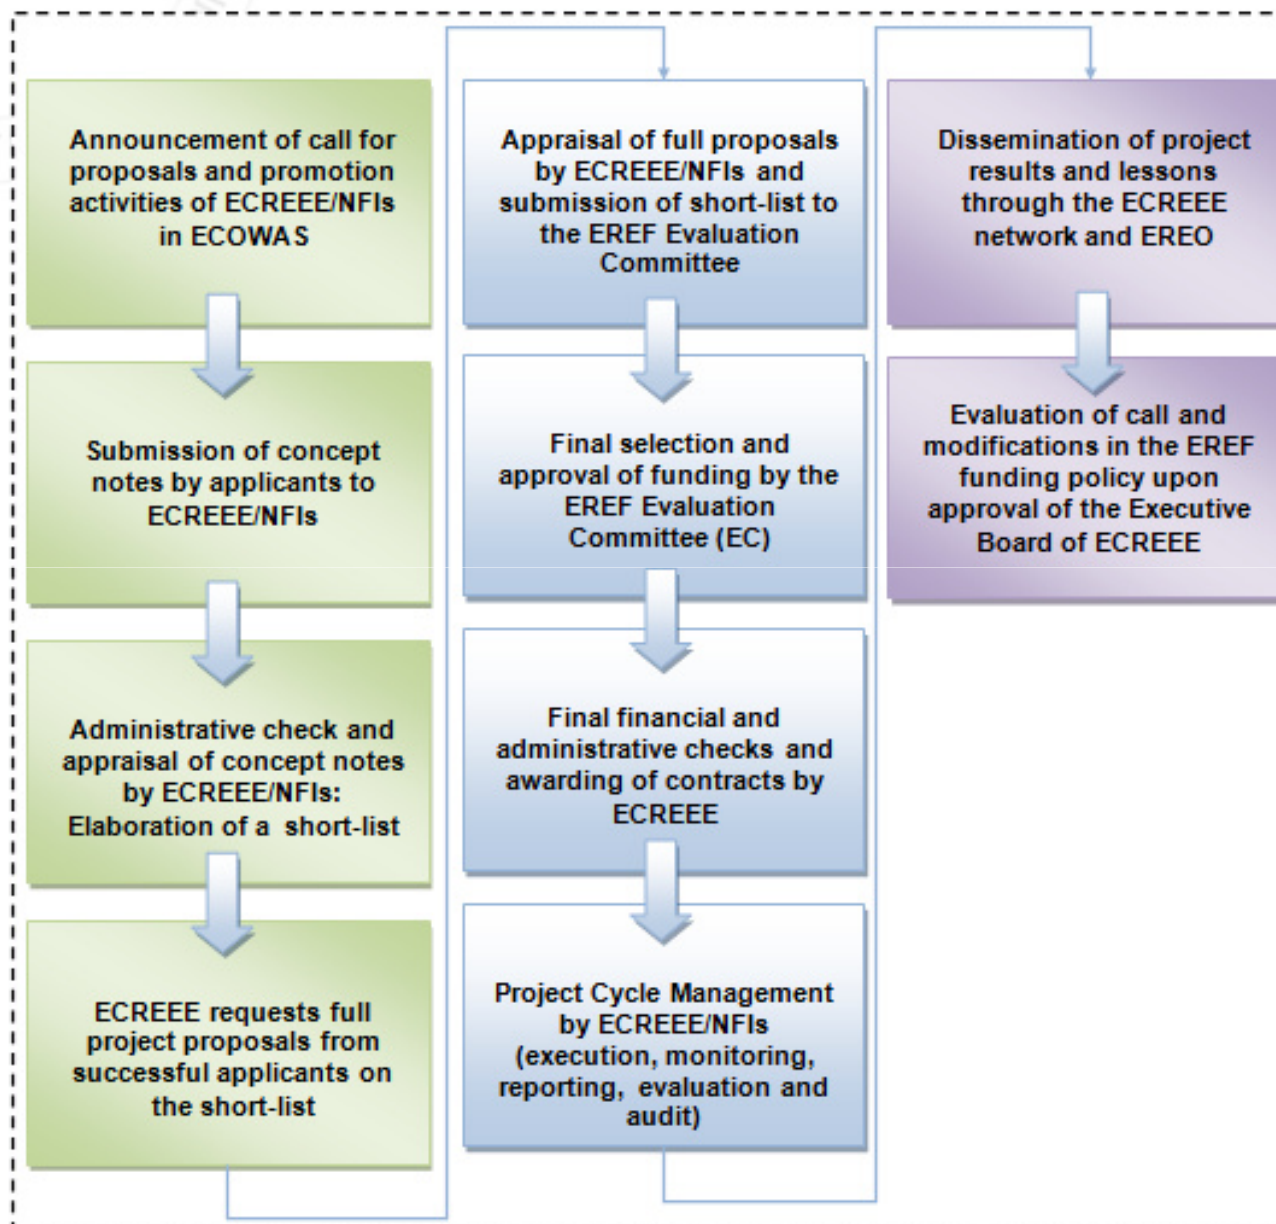 Announcement of call for
proposals and promotion
activities of ECREEE/NFIs
in ECOWAS
Submission of concept
notes by applicants to
ECREEE/NFIs
Administrative check and
appraisal of concept notes
by ECREEE/NFIs:
Elaboration of a short-list
ECREEE requests full
project proposals from
successful applicants on
the short-list
Appraisal of full proposals
by ECREEE/NFIs and
submission of short-list to
the EREF Evaluation
Committee
Final selection and
approval of funding by the
EREF Evaluation
Committee (EC)
Final financial and
administrative checks and
awarding of contracts by
ECREEE
Project Cycle Management
by ECREEE/NFIs
(execution, monitoring,
reporting, evaluation and
audit)
Dissemination of project
results and lessons
through the ECREEE
network and EREO
Evaluation of call and
modifications in the EREF
funding policy upon
approval of the Executive
Board of ECREEE